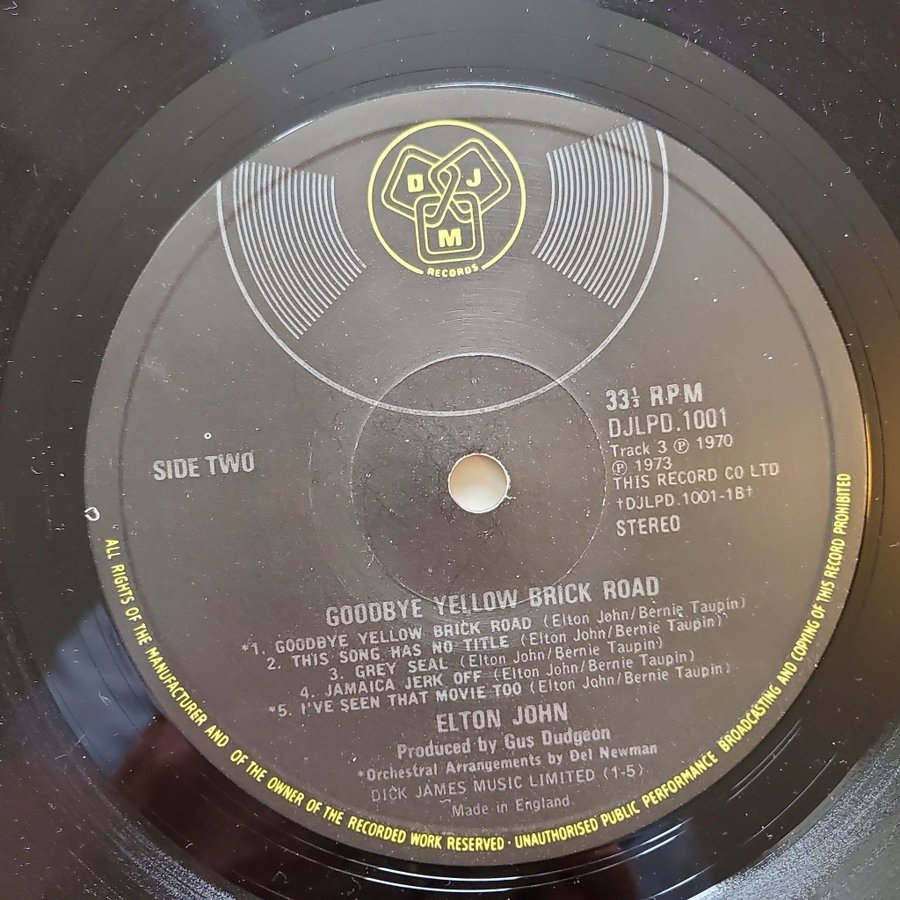 D J
M
RECORDS
33⅓ RPM
DJLPD.1001
Track 3 ℗ 1970
℗ 1973
THIS RECORD CO LTD
†DJLPD.1001-1B†
STEREO
SIDE TWO
GOODBYE YELLOW BRICK ROAD
*1. GOODBYE YELLOW BRICK ROAD (Elton John/Bernie Taupin)
2. THIS SONG HAS NO TITLE (Elton John/Bernie Taupin)
3. GREY SEAL (Elton John/Bernie Taupin)
4. JAMAICA JERK OFF (Elton John/Bernie Taupin)
*5. I'VE SEEN THAT MOVIE TOO (Elton John/Bernie Taupin)
ELTON JOHN
Produced by Gus Dudgeon
*Orchestral Arrangements by Del Newman
DICK JAMES MUSIC LIMITED (1-5)
Made in England.
ALL RIGHTS OF THE MANUFACTURER AND OF THE OWNER OF THE RECORDED WORK RESERVED · UNAUTHORISED PUBLIC PERFORMANCE BROADCASTING AND COPYING OF THIS RECORD PROHIBITED